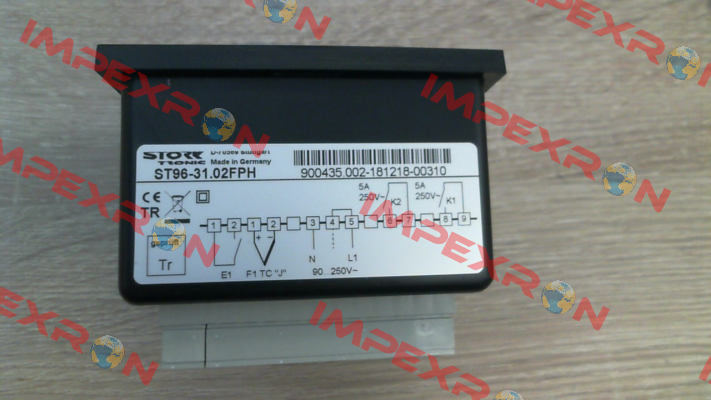 IMPEXRON
IMPEXRON
STORK
TRONIC
D-70569 Stuttgart
Made in Germany
ST96-31.02FPH
900435.002-181218-00310
CE
TR
5A
250V~
K2
5A
250V~
K1
1 2 1 2 3 4 5 6 7 8 9
geprüft
Tr
E1
F1 TC "J"
N
L1
90...250V~
IMPEXRON
IMPEXRON